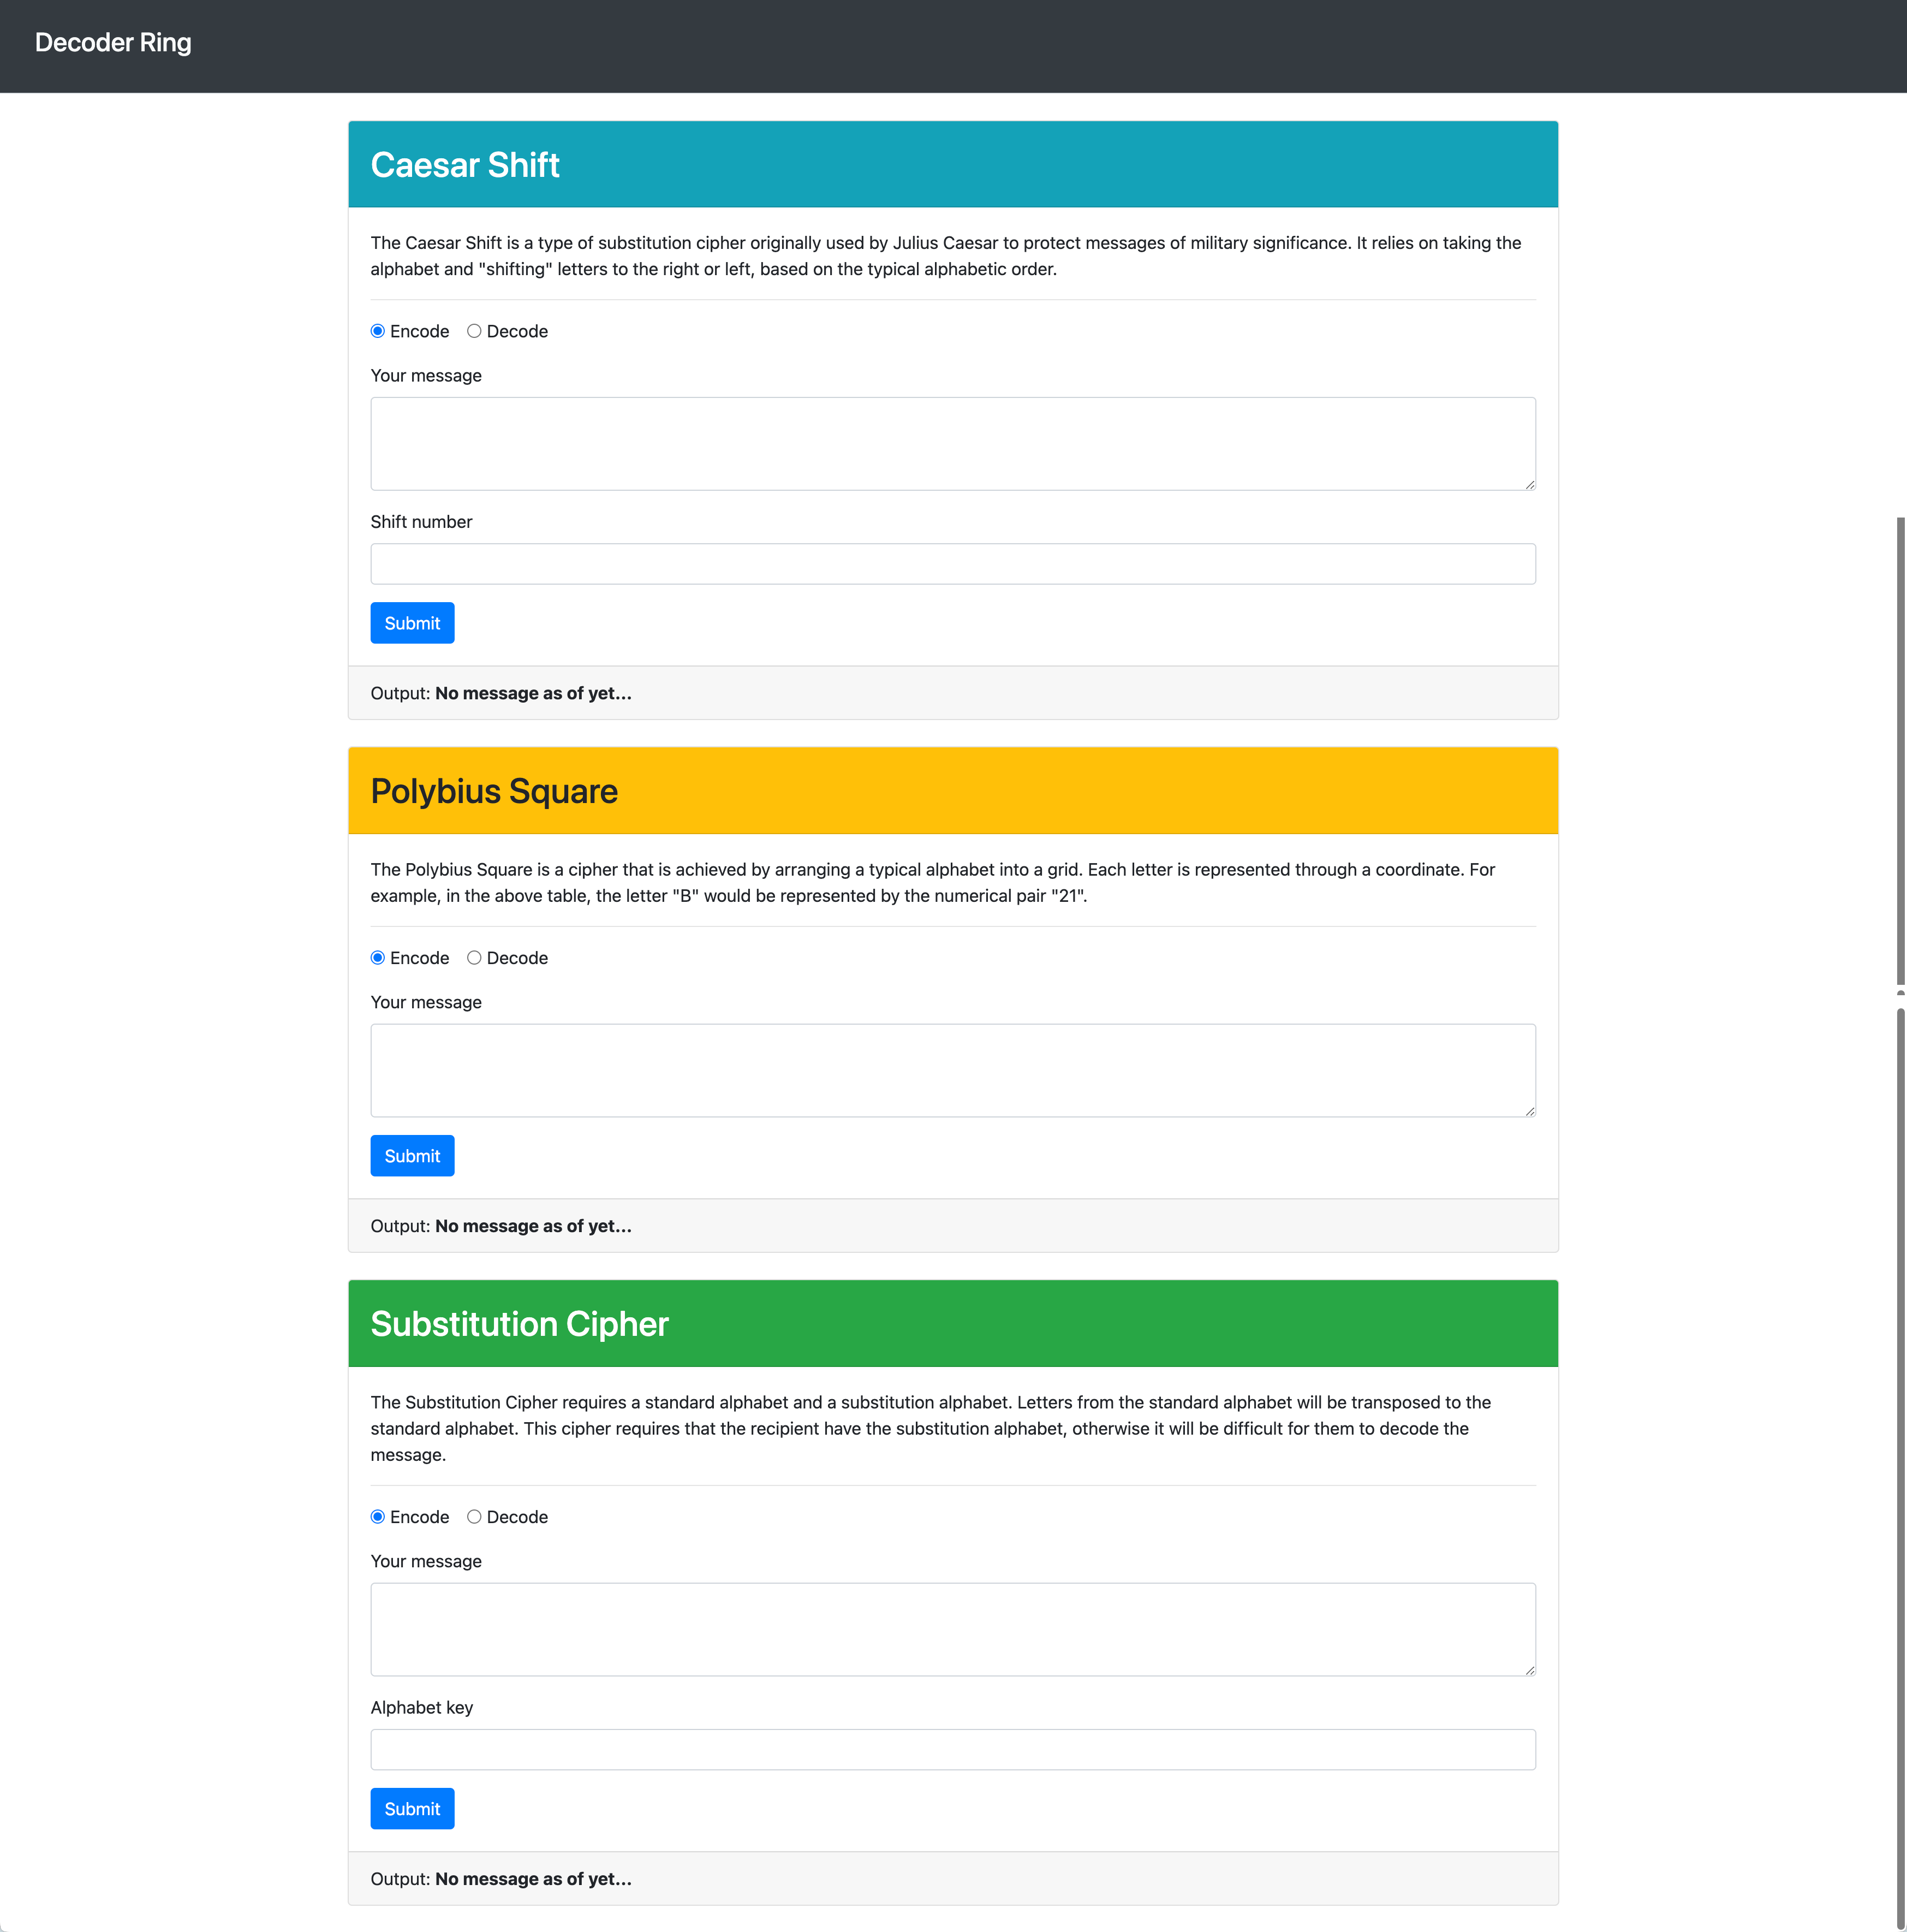 Decoder Ring
Caesar Shift
The Caesar Shift is a type of substitution cipher originally used by Julius Caesar to protect messages of military significance. It relies on taking the
alphabet and "shifting" letters to the right or left, based on the typical alphabetic order.
Encode Decode
Your message
Shift number
Submit
Output: No message as of yet...
Polybius Square
The Polybius Square is a cipher that is achieved by arranging a typical alphabet into a grid. Each letter is represented through a coordinate. For
example, in the above table, the letter "B" would be represented by the numerical pair "21".
Encode Decode
Your message
Submit
Output: No message as of yet...
Substitution Cipher
The Substitution Cipher requires a standard alphabet and a substitution alphabet. Letters from the standard alphabet will be transposed to the
standard alphabet. This cipher requires that the recipient have the substitution alphabet, otherwise it will be difficult for them to decode the
message.
Encode Decode
Your message
Alphabet key
Submit
Output: No message as of yet...